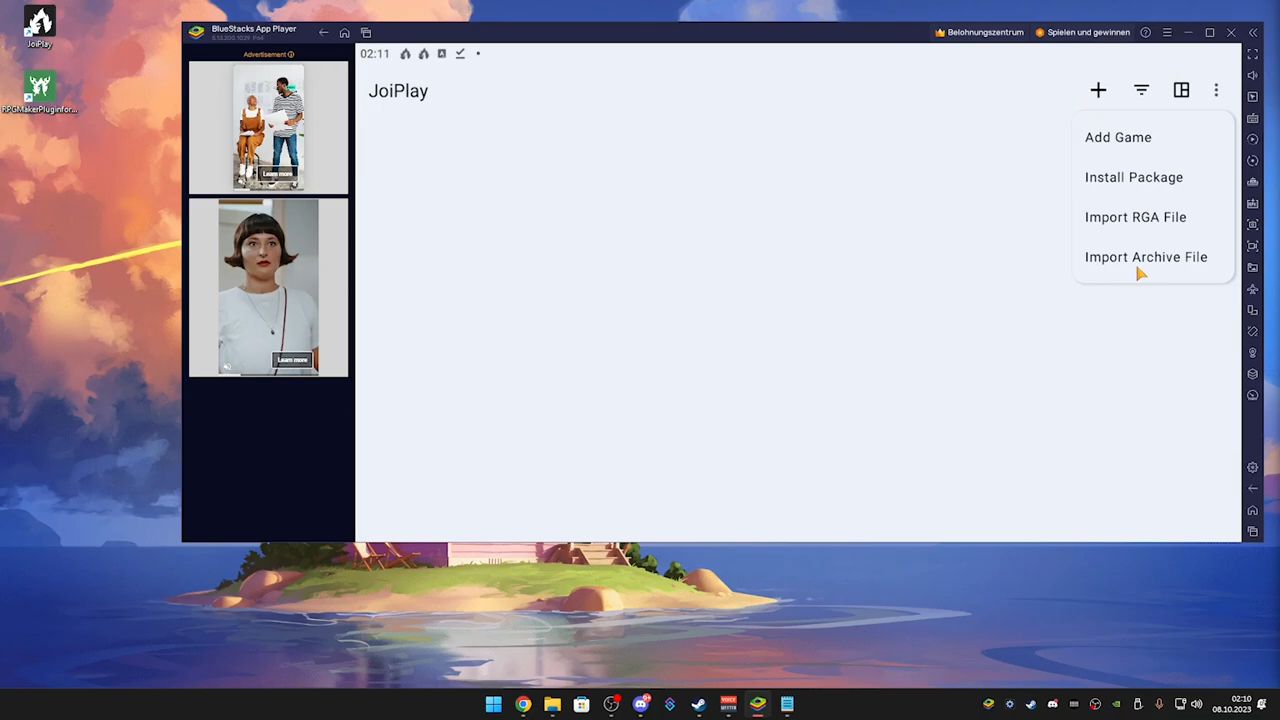 JoiPlay
RPGMakerPluginfor...
BlueStacks App Player
Belohnungszentrum
Spielen und gewinnen
Advertisement
Learn more
Learn more
02:11
JoiPlay
Add Game
Install Package
Import RGA File
Import Archive File
02:10
08.10.2023